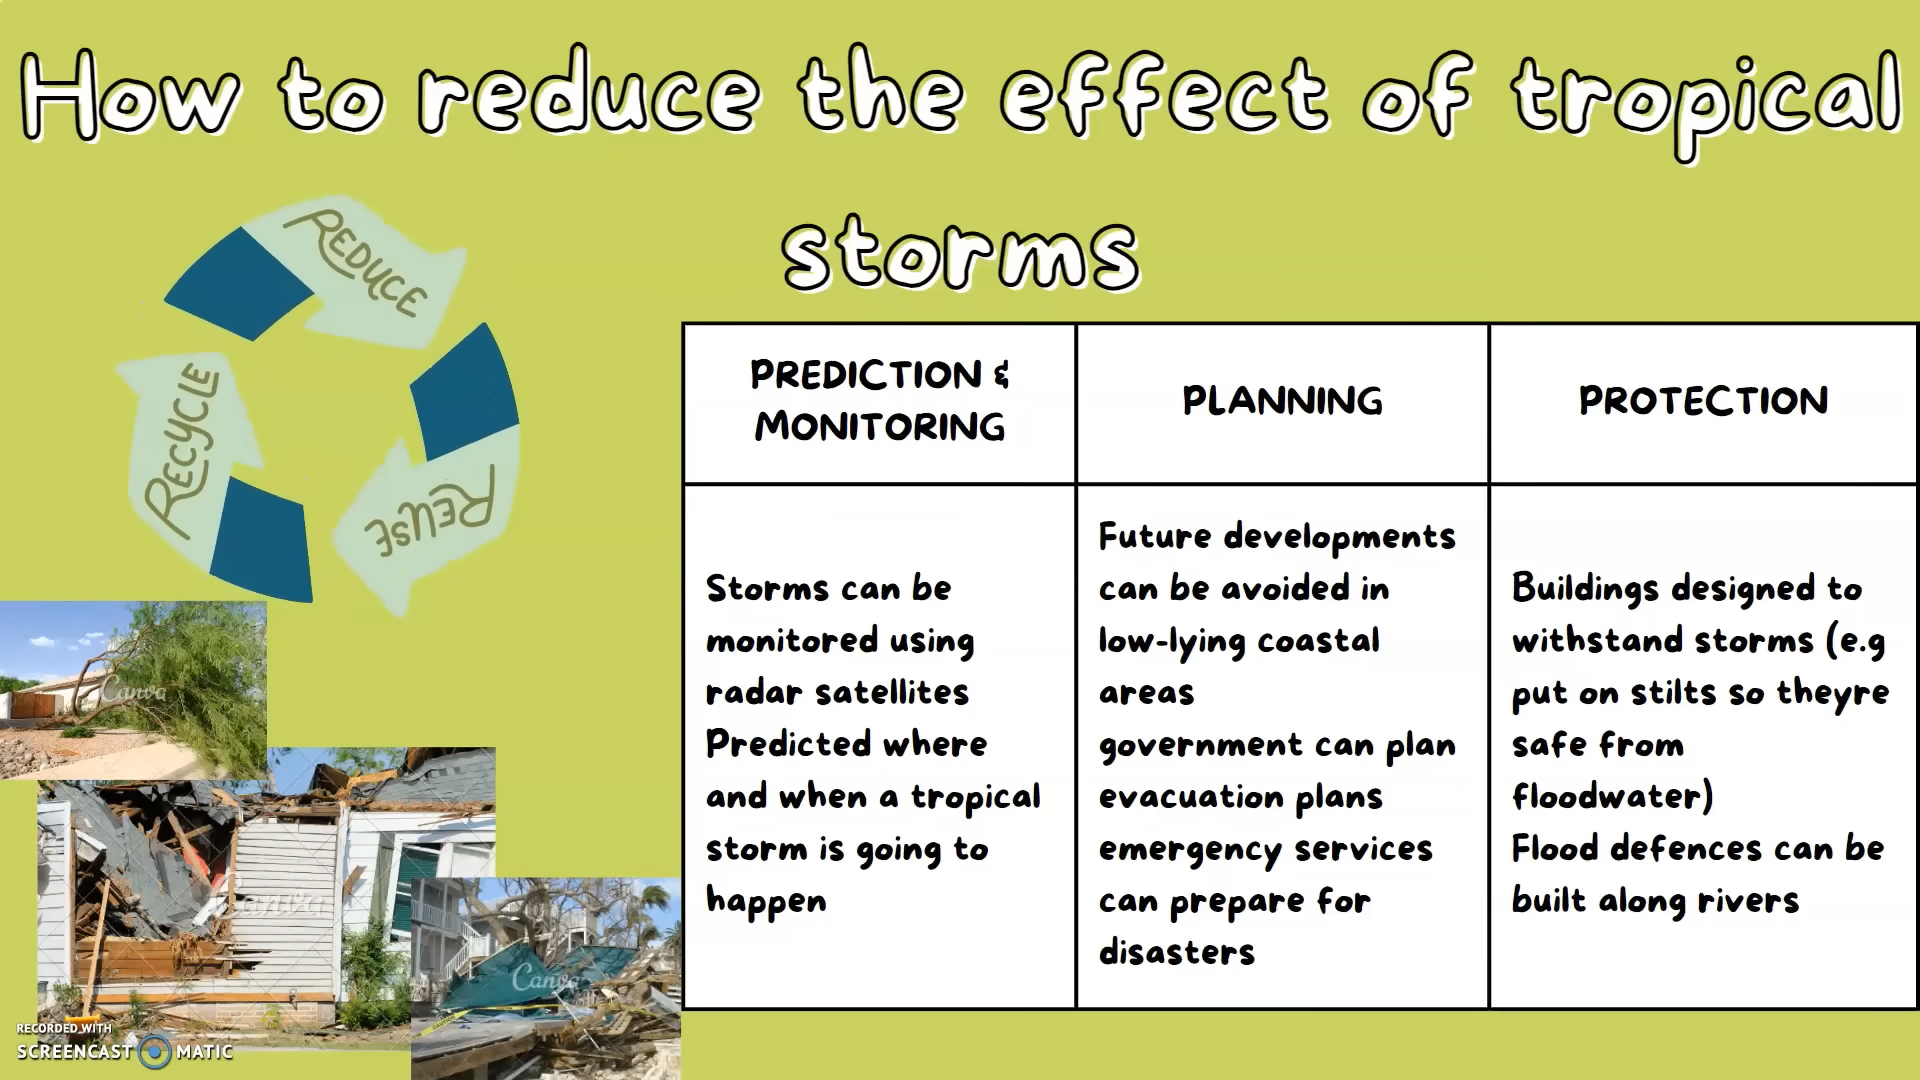 How to reduce the effect of tropical
storms
REDUCE
REUSE
RECYCLE
PREDICTION &
MONITORING
PLANNING
PROTECTION
Storms can be
monitored using
radar satellites
Predicted where
and when a tropical
storm is going to
happen
Future developments
can be avoided in
low-lying coastal
areas
government can plan
evacuation plans
emergency services
can prepare for
disasters
Buildings designed to
withstand storms (e.g
put on stilts so theyre
safe from
floodwater)
Flood defences can be
built along rivers
Canva
Canva
Canva
CAUTION
RECORDED WITH
SCREENCAST MATIC